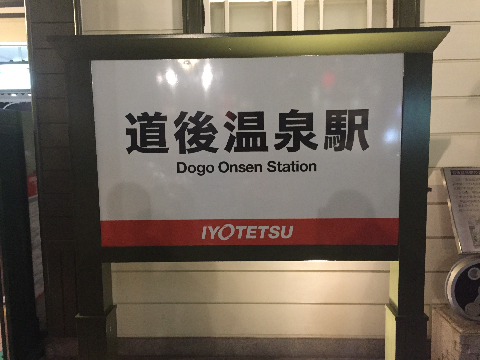 道後温泉駅
Dogo Onsen Station
IYOTETSU